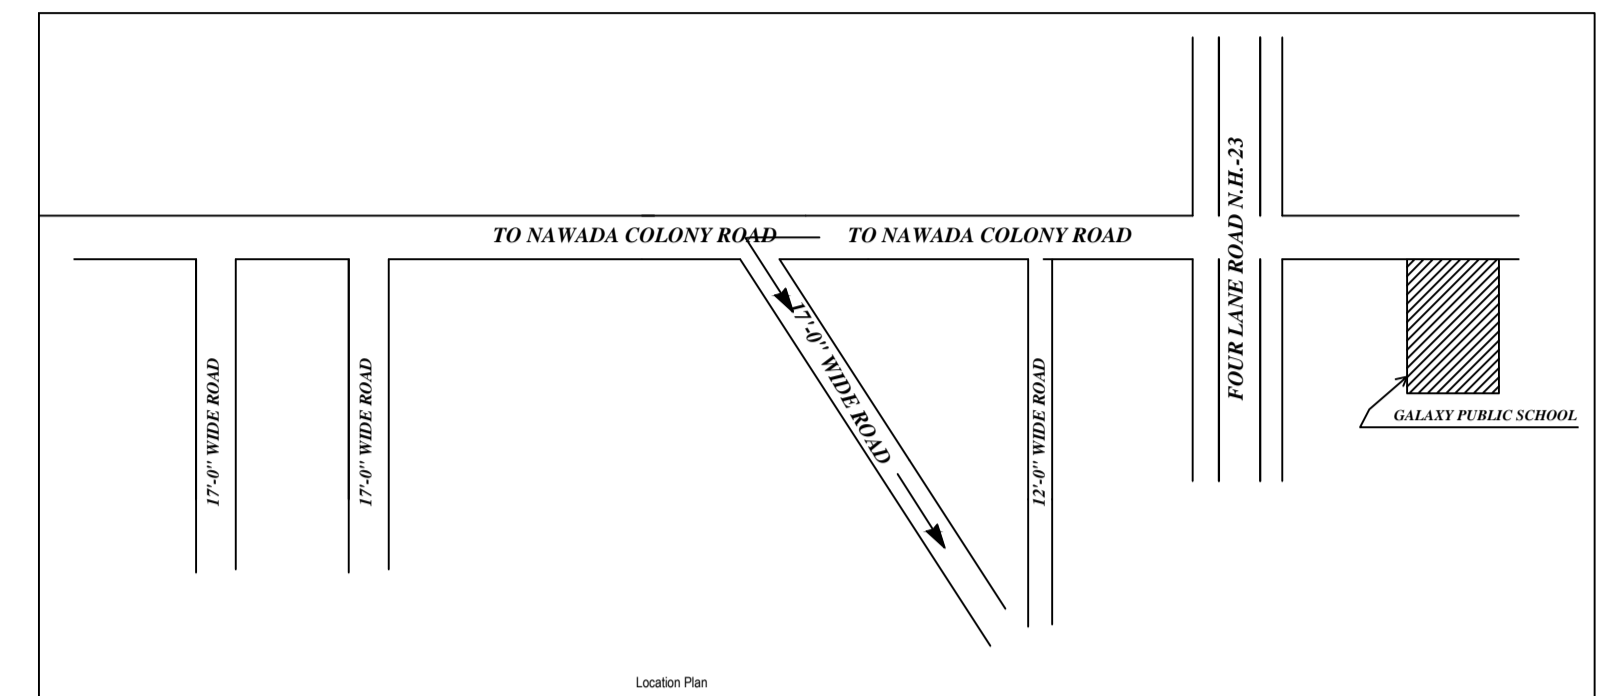 TO NAWADA COLONY ROAD
TO NAWADA COLONY ROAD
FOUR LANE ROAD N.H.-23
17'-0" WIDE ROAD
17'-0" WIDE ROAD
17'-0" WIDE ROAD
12'-0" WIDE ROAD
GALAXY PUBLIC SCHOOL
Location Plan